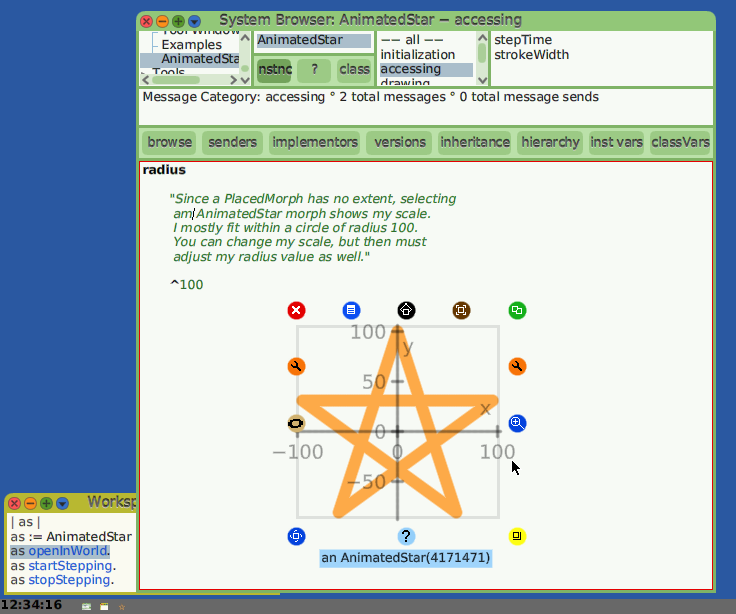 System Browser: AnimatedStar — accessing
Examples
AnimatedSta
Tools
AnimatedStar
instnc
?
class
—— all ——
initialization
accessing
drawing
stepTime
strokeWidth
Message Category: accessing ° 2 total messages ° 0 total message sends
browse
senders
implementors
versions
inheritance
hierarchy
inst vars
classVars
radius
"Since a PlacedMorph has no extent, selecting
am AnimatedStar morph shows my scale.
I mostly fit within a circle of radius 100.
You can change my scale, but then must
adjust my radius value as well."
^100
100
y
50
x
0
−100
0
100
−50
?
an AnimatedStar(4171471)
Worksp
| as |
as := AnimatedStar
as openInWorld.
as startStepping.
as stopStepping.
12:34:16